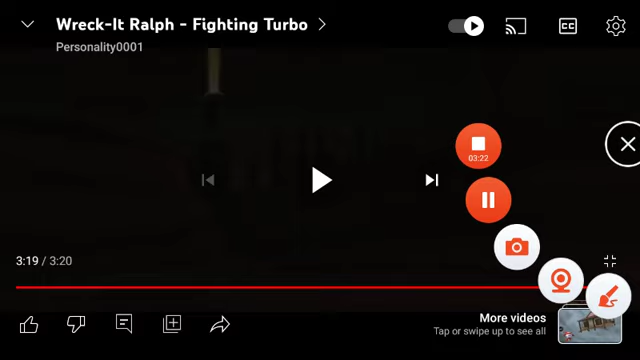 Wreck-It Ralph - Fighting Turbo
Personality0001
CC
03:22
3:19 / 3:20
More videos
Tap or swipe up to see all